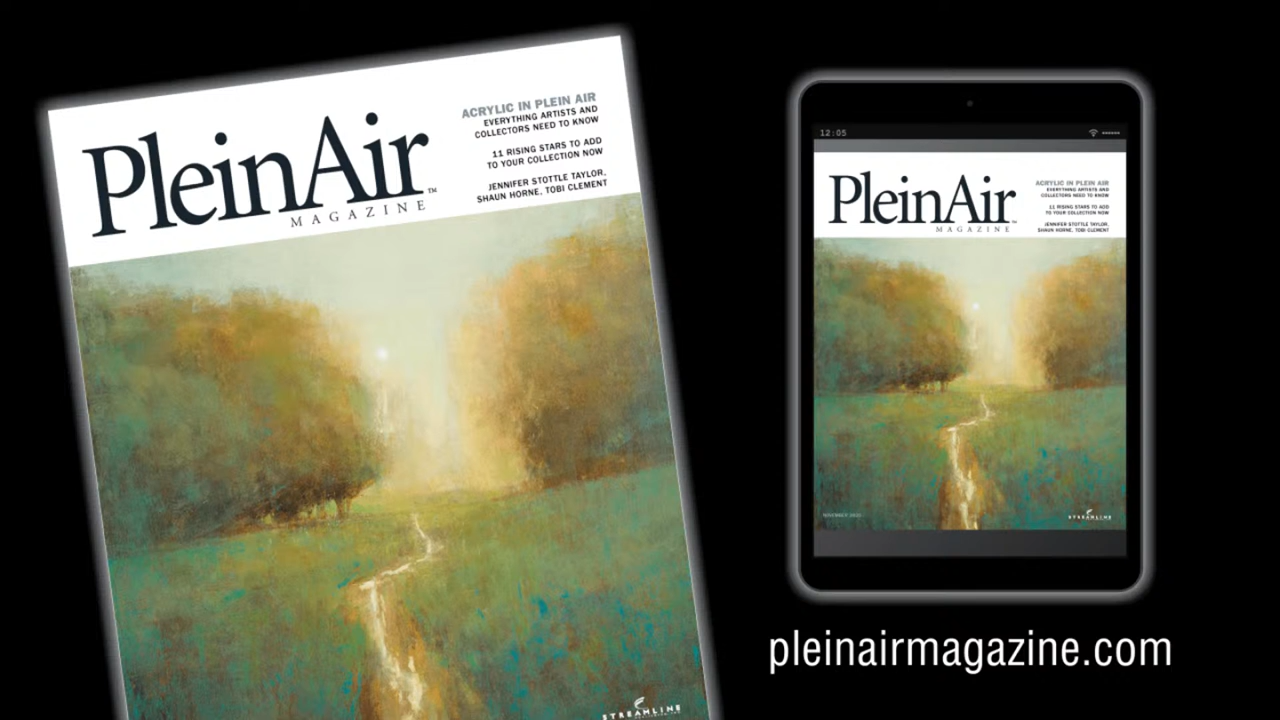 PleinAir™
MAGAZINE
ACRYLIC IN PLEIN AIR
EVERYTHING ARTISTS AND
COLLECTORS NEED TO KNOW
11 RISING STARS TO ADD
TO YOUR COLLECTION NOW
JENNIFER STOTTLE TAYLOR,
SHAUN HORNE, TOBI CLEMENT
STREAMLINE
12:05
PleinAir™
MAGAZINE
ACRYLIC IN PLEIN AIR
EVERYTHING ARTISTS AND
COLLECTORS NEED TO KNOW
11 RISING STARS TO ADD
TO YOUR COLLECTION NOW
JENNIFER STOTTLE TAYLOR,
SHAUN HORNE, TOBI CLEMENT
STREAMLINE
pleinairmagazine.com